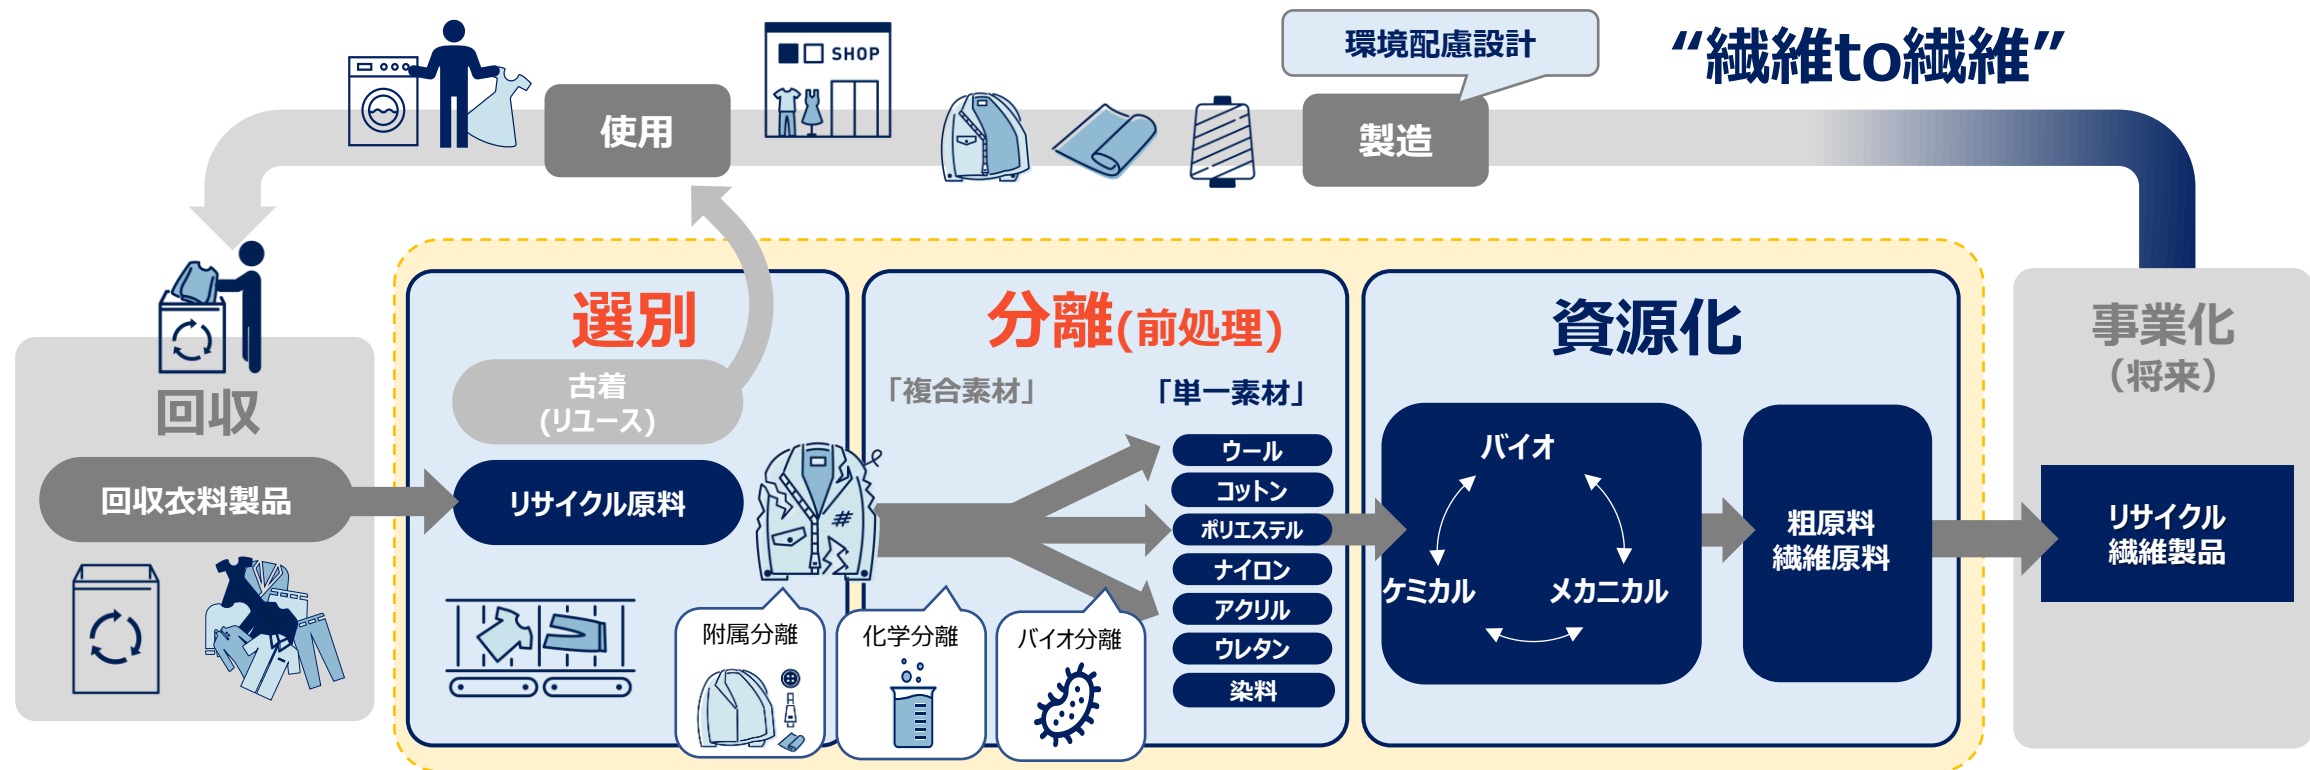 環境配慮設計
“繊維to繊維”
SHOP
使用
製造
回収
回収衣料製品
選別
古着
(リユース)
リサイクル原料
#
分離(前処理)
「複合素材」
「単一素材」
ウール
コットン
ポリエステル
ナイロン
アクリル
ウレタン
染料
附属分離
化学分離
バイオ分離
資源化
バイオ
ケミカル
メカニカル
粗原料
繊維原料
事業化
（将来）
リサイクル
繊維製品